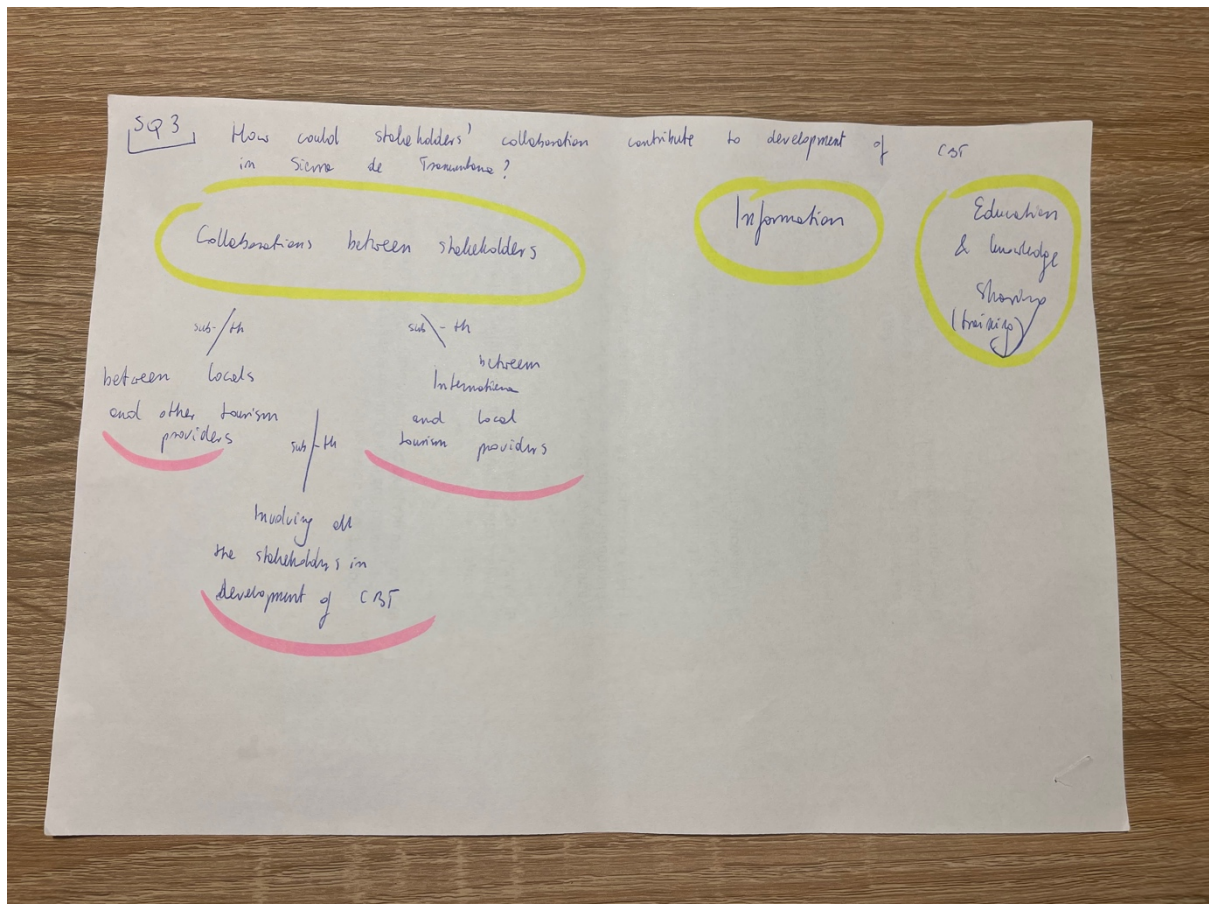 SQ3 How could stakeholders' collaboration contribute to development of CBT
in Sierra de Tramuntana?
Collaborations between stakeholders
Information
Education
& knowledge
Sharing
(training)
sub-th
sub-th
between locals
and other tourism
providers
between
Internationa
and local
tourism providers
sub-th
Involving all
the stakeholders in
development of CBT